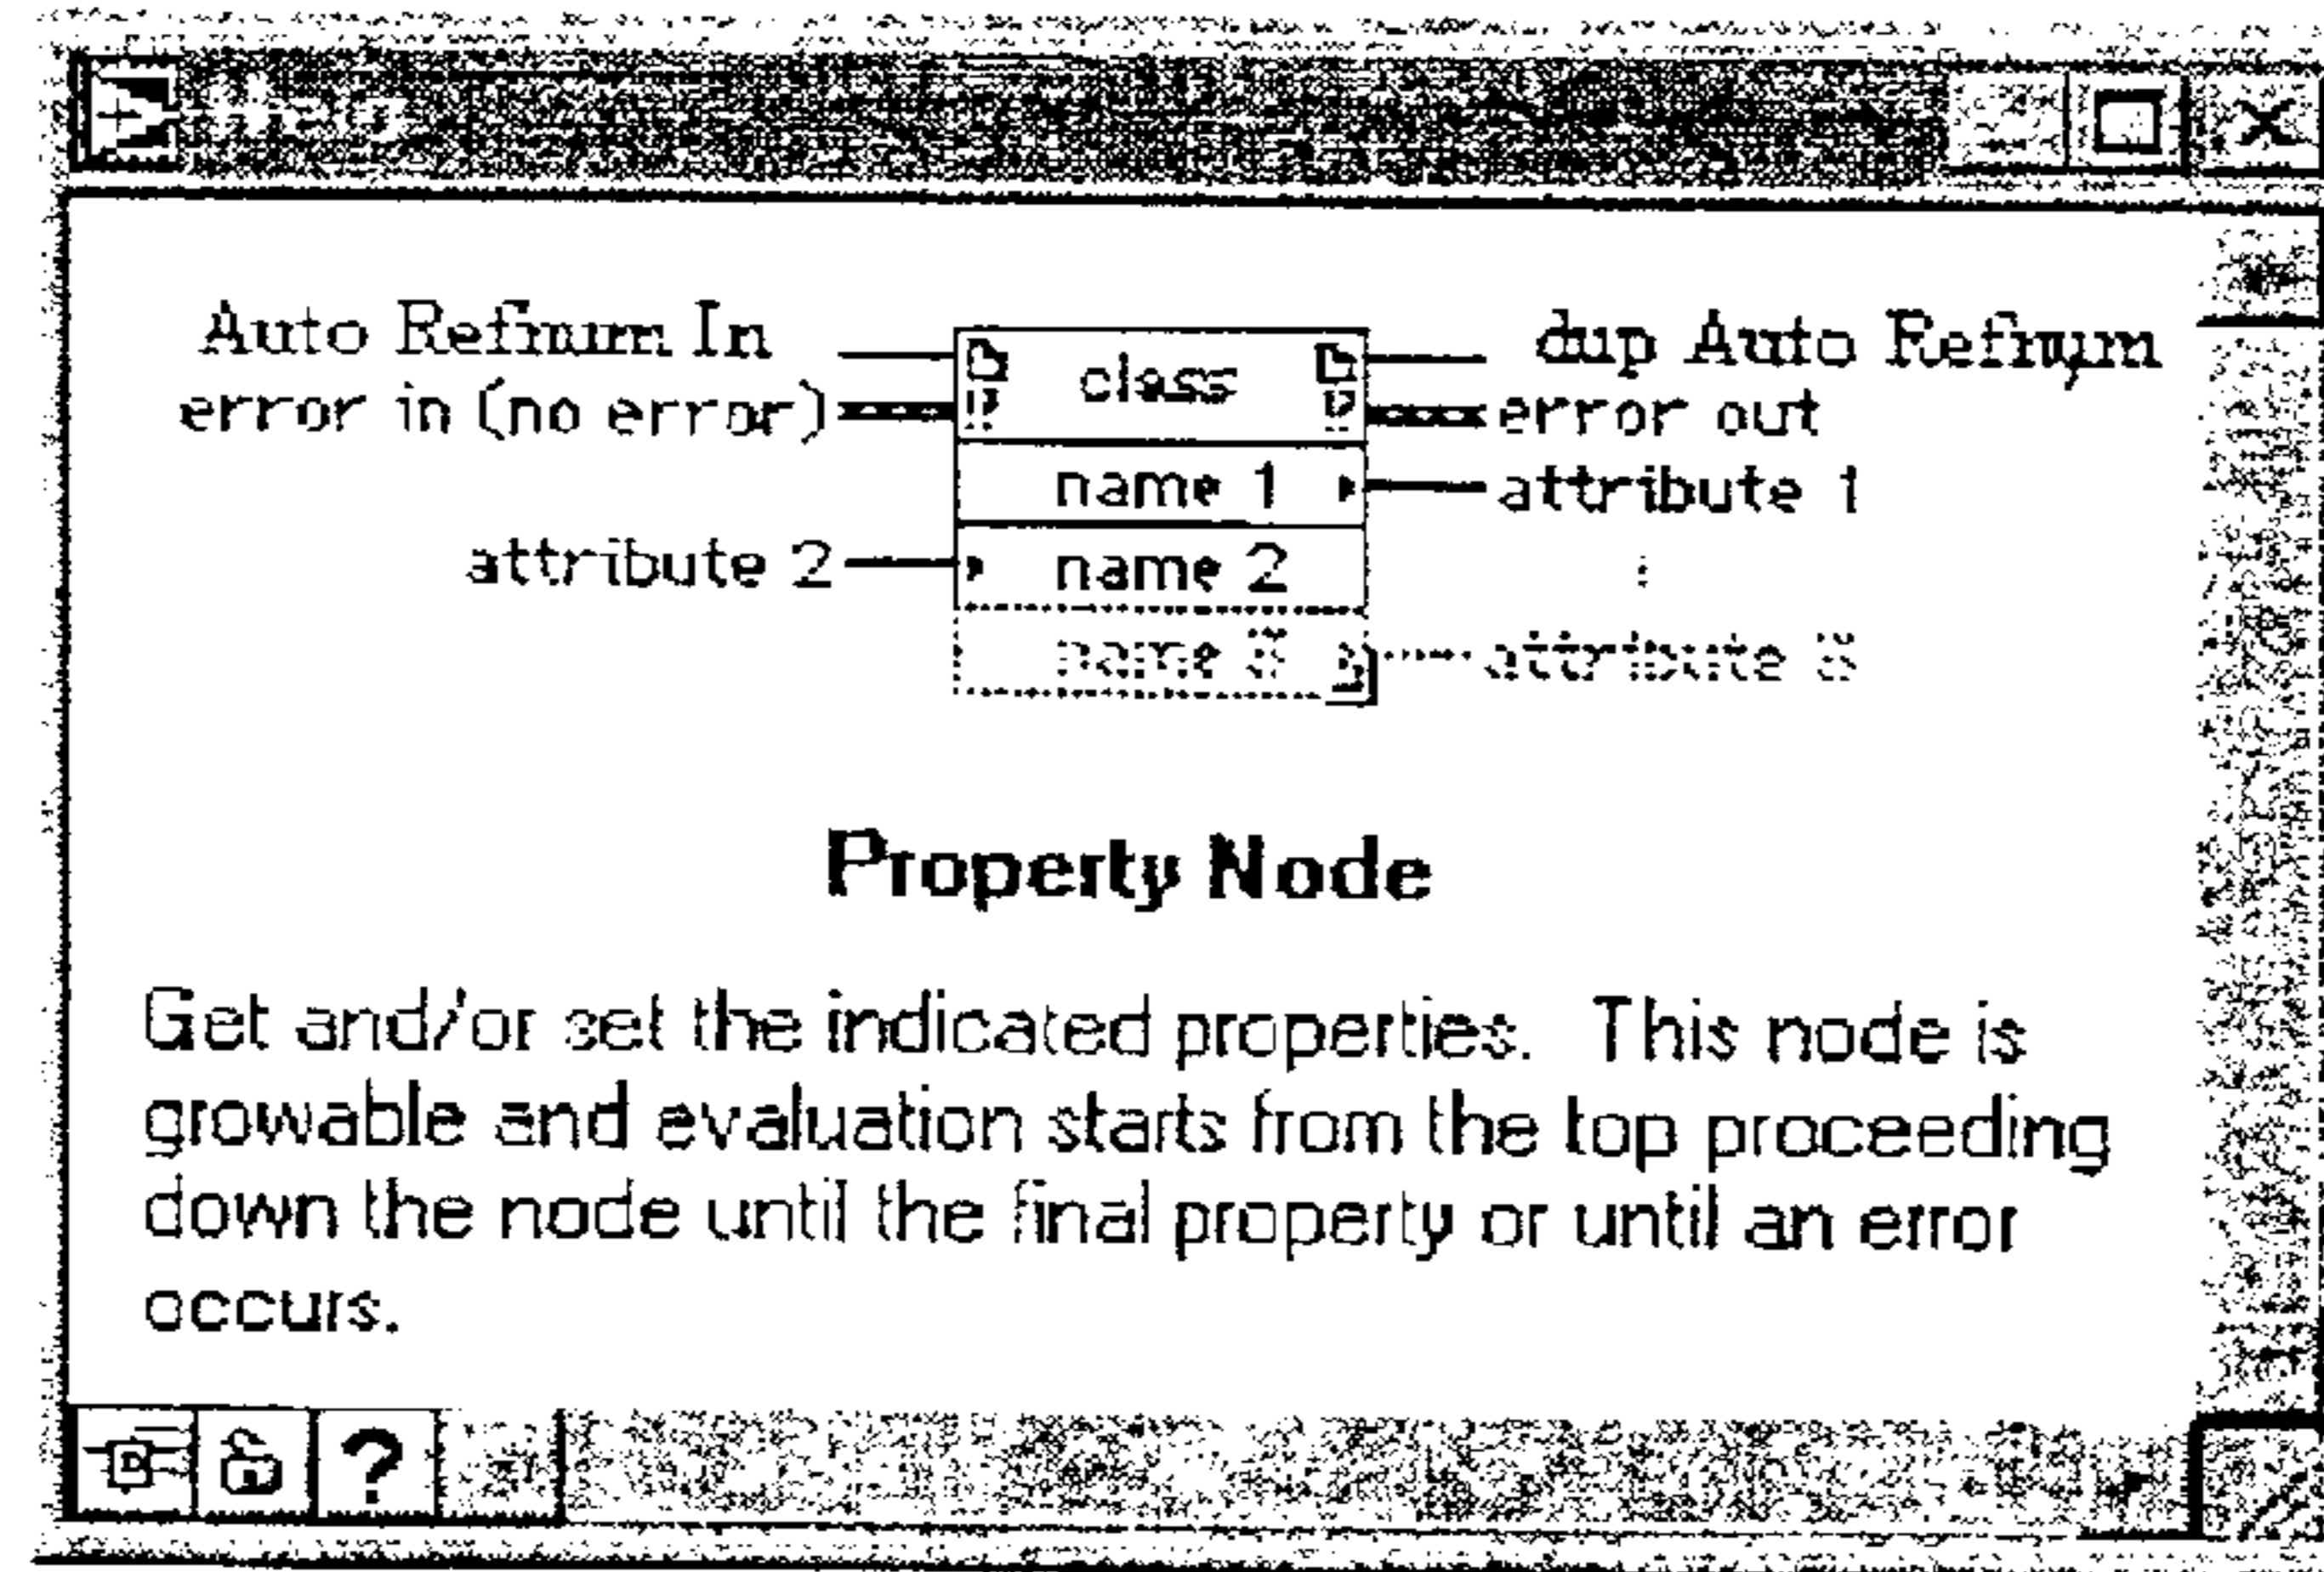 Help
Auto Refnum In
class
dup Auto Refnum
error in (no error)
error out
name 1
attribute 1
attribute 2
name 2
:
Property Node
Get and/or set the indicated properties. This node is
growable and evaluation starts from the top proceeding
down the node until the final property or until an error
occurs.
?